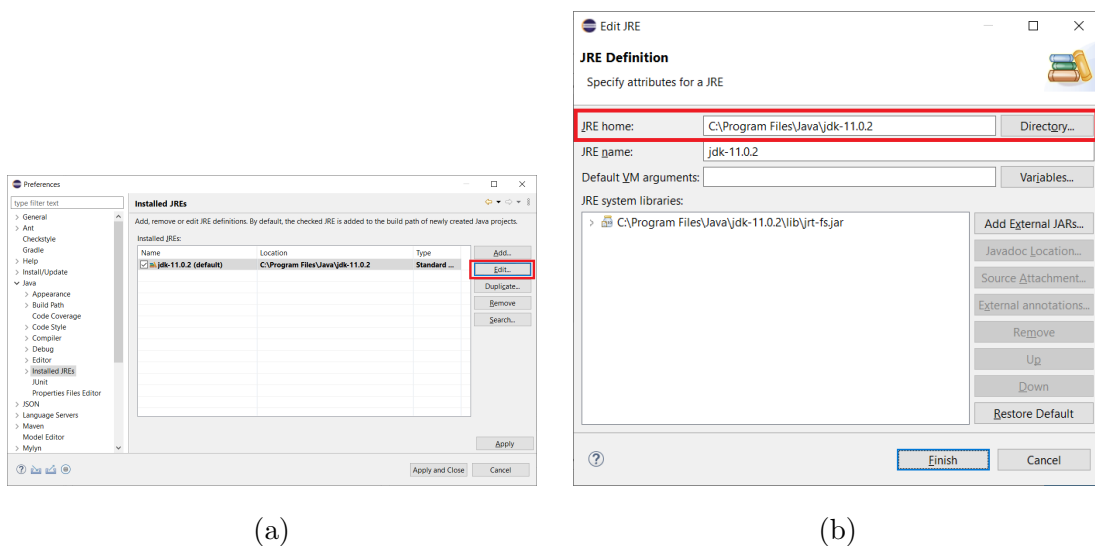 Preferences
type filter text
Installed JREs
General
Ant
Checkstyle
Gradle
Help
Install/Update
Java
Appearance
Build Path
Code Coverage
Code Style
Compiler
Debug
Editor
Installed JREs
JUnit
Properties Files Editor
JSON
Language Servers
Maven
Model Editor
Mylyn
Add, remove or edit JRE definitions. By default, the checked JRE is added to the build path of newly created Java projects.
Installed JREs:
Name Location Type
jdk-11.0.2 (default) C:\Program Files\Java\jdk-11.0.2 Standard ...
Add...
Edit...
Duplicate...
Remove
Search...
Apply
Apply and Close Cancel
(a)
Edit JRE
JRE Definition
Specify attributes for a JRE
JRE home: C:\Program Files\Java\jdk-11.0.2 Directory...
JRE name: jdk-11.0.2
Default VM arguments: Variables...
JRE system libraries:
C:\Program Files\Java\jdk-11.0.2\lib\jrt-fs.jar
Add External JARs...
Javadoc Location...
Source Attachment...
External annotations...
Remove
Up
Down
Restore Default
Finish Cancel
(b)